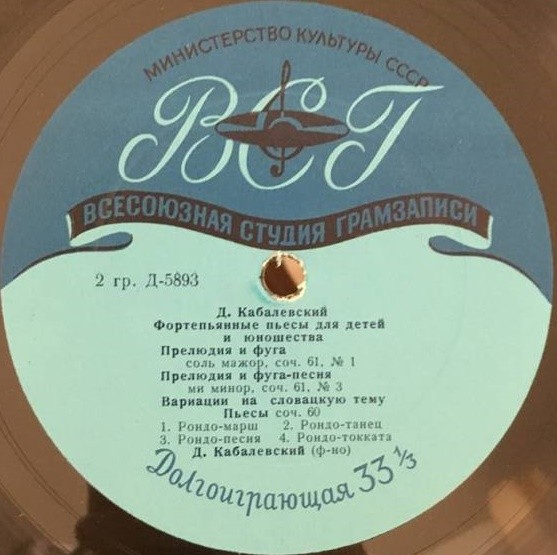 МИНИСТЕРСТВО КУЛЬТУРЫ СССР
ВСГ
ВСЕСОЮЗНАЯ СТУДИЯ ГРАМЗАПИСИ
2 гр. Д-5893
Д. Кабалевский
Фортепьянные пьесы для детей
и юношества
Прелюдия и фуга
соль мажор, соч. 61, № 1
Прелюдия и фуга-песня
ми минор, соч. 61, № 3
Вариации на словацкую тему
Пьесы соч. 60
1. Рондо-марш 2. Рондо-танец
3. Рондо-песня 4. Рондо-токката
Д. Кабалевский (ф-но)
Долгоиграющая 33⅓